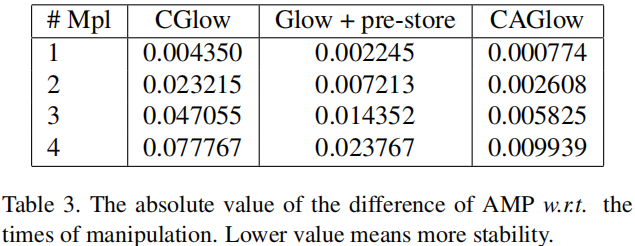 # Mpl CGlow Glow + pre-store CAGlow
1 0.004350 0.002245 0.000774
2 0.023215 0.007213 0.002608
3 0.047055 0.014352 0.005825
4 0.077767 0.023767 0.009939
Table 3. The absolute value of the difference of AMP w.r.t. the
times of manipulation. Lower value means more stability.